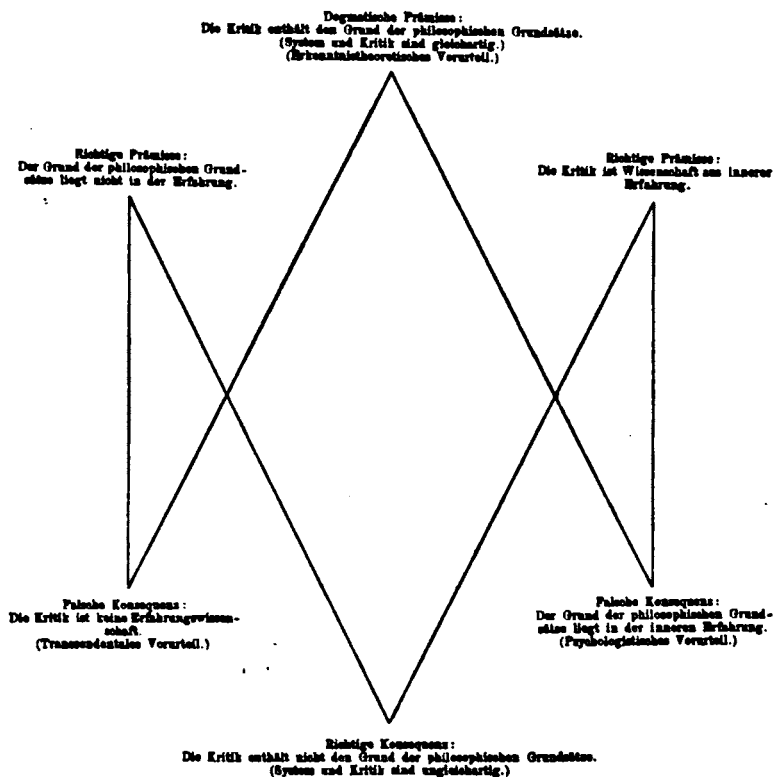 Dogmatische Prämisse:
Die Kritik enthält den Grund der philosophischen Grundsätze.
(System und Kritik sind gleichartig.)
(Erkenntnistheoretisches Vorurteil.)
Richtige Prämisse:
Der Grund der philosophischen Grund-
sätze liegt nicht in der Erfahrung.
Richtige Prämisse:
Die Kritik ist Wissenschaft aus innerer
Erfahrung.
Falsche Konsequenz:
Die Kritik ist keine Erfahrungswissen-
schaft.
(Transzendentales Vorurteil.)
Falsche Konsequenz:
Der Grund der philosophischen Grund-
sätze liegt in der inneren Erfahrung.
(Psychologistisches Vorurteil.)
Richtige Konsequenz:
Die Kritik enthält nicht den Grund der philosophischen Grundsätze.
(System und Kritik sind ungleichartig.)